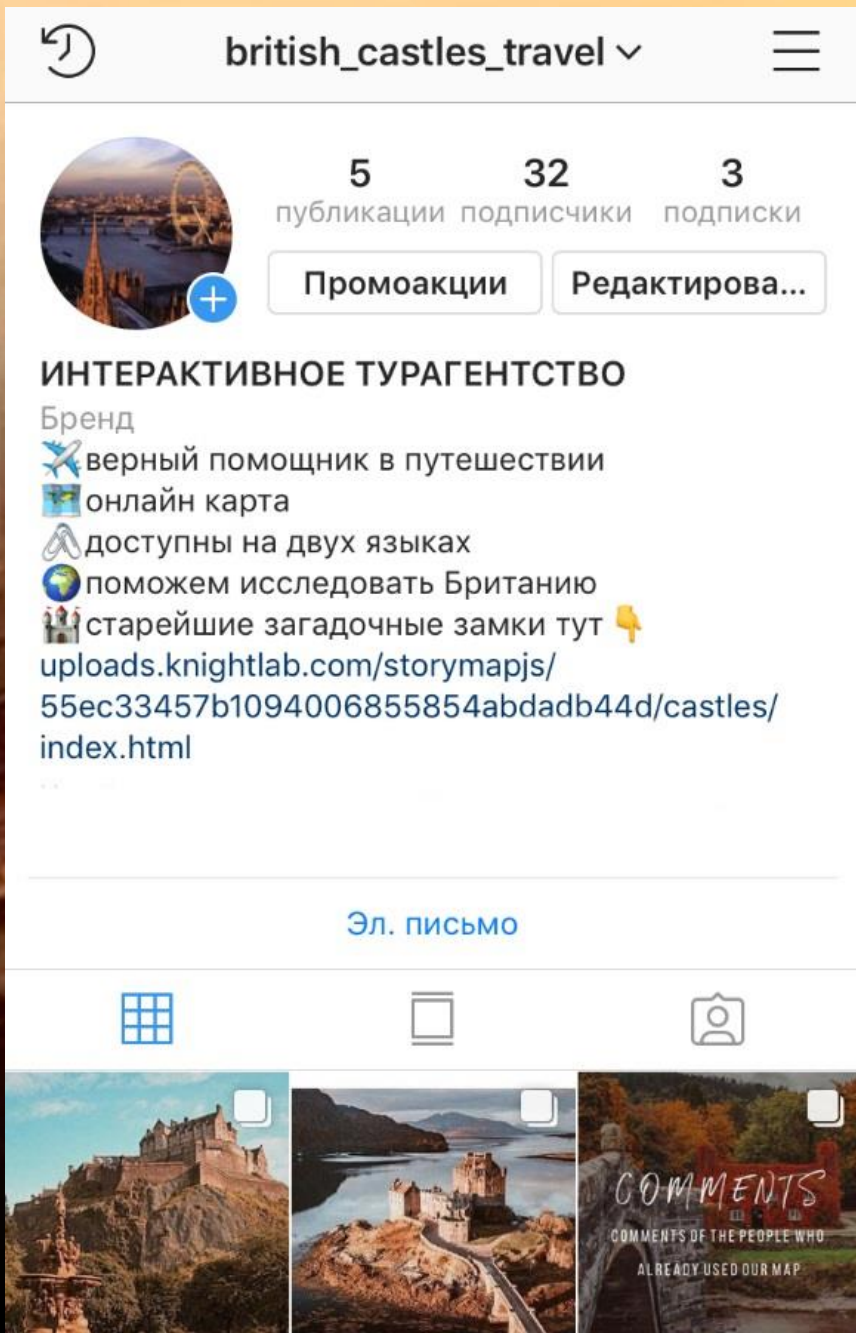 british_castles_travel
5 32 3
публикации подписчики подписки
Промоакции Редактирова...
ИНТЕРАКТИВНОЕ ТУРАГЕНТСТВО
Бренд
✈️верный помощник в путешествии
🗺️онлайн карта
🖇️доступны на двух языках
🌍поможем исследовать Британию
🏰старейшие загадочные замки тут 👇
uploads.knightlab.com/storymapjs/
55ec33457b1094006855854abdadb44d/castles/
index.html
Эл. письмо
COMMENTS
COMMENTS OF THE PEOPLE WHO
ALREADY USED OUR MAP